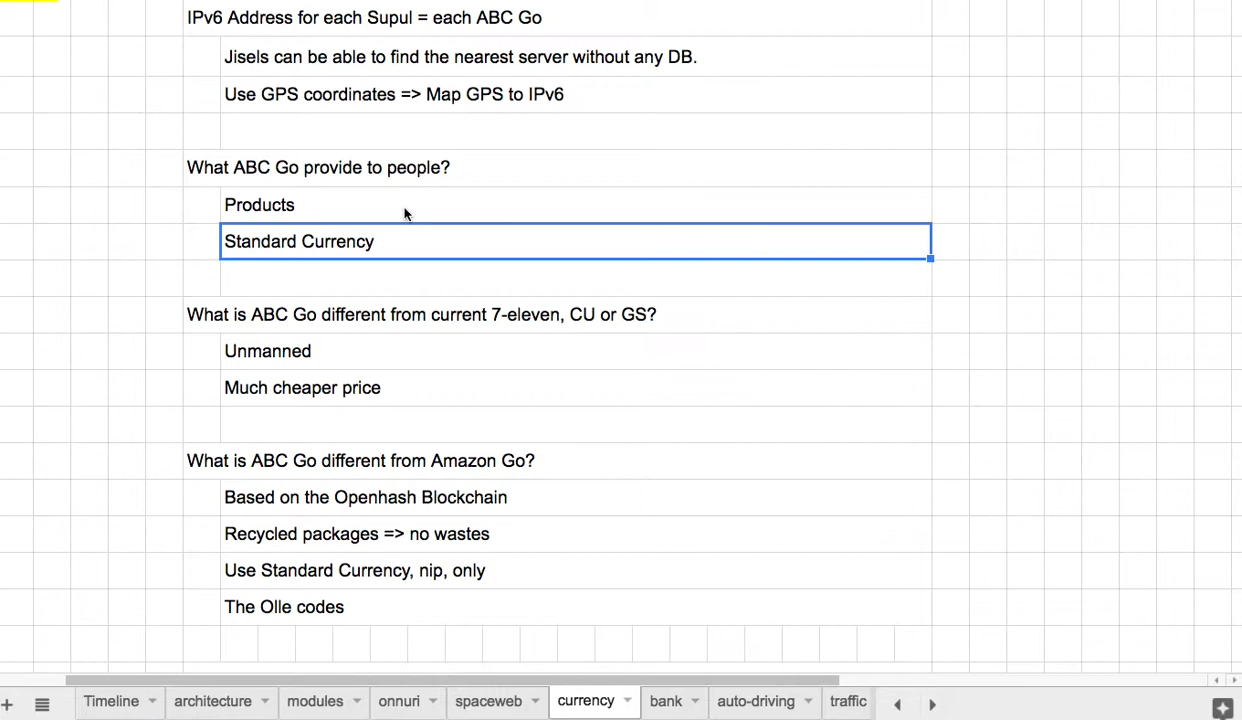 IPv6 Address for each Supul = each ABC Go
Jisels can be able to find the nearest server without any DB.
Use GPS coordinates => Map GPS to IPv6
What ABC Go provide to people?
Products
Standard Currency
What is ABC Go different from current 7-eleven, CU or GS?
Unmanned
Much cheaper price
What is ABC Go different from Amazon Go?
Based on the Openhash Blockchain
Recycled packages => no wastes
Use Standard Currency, nip, only
The Olle codes
Timeline architecture modules onnuri spaceweb currency bank auto-driving traffic